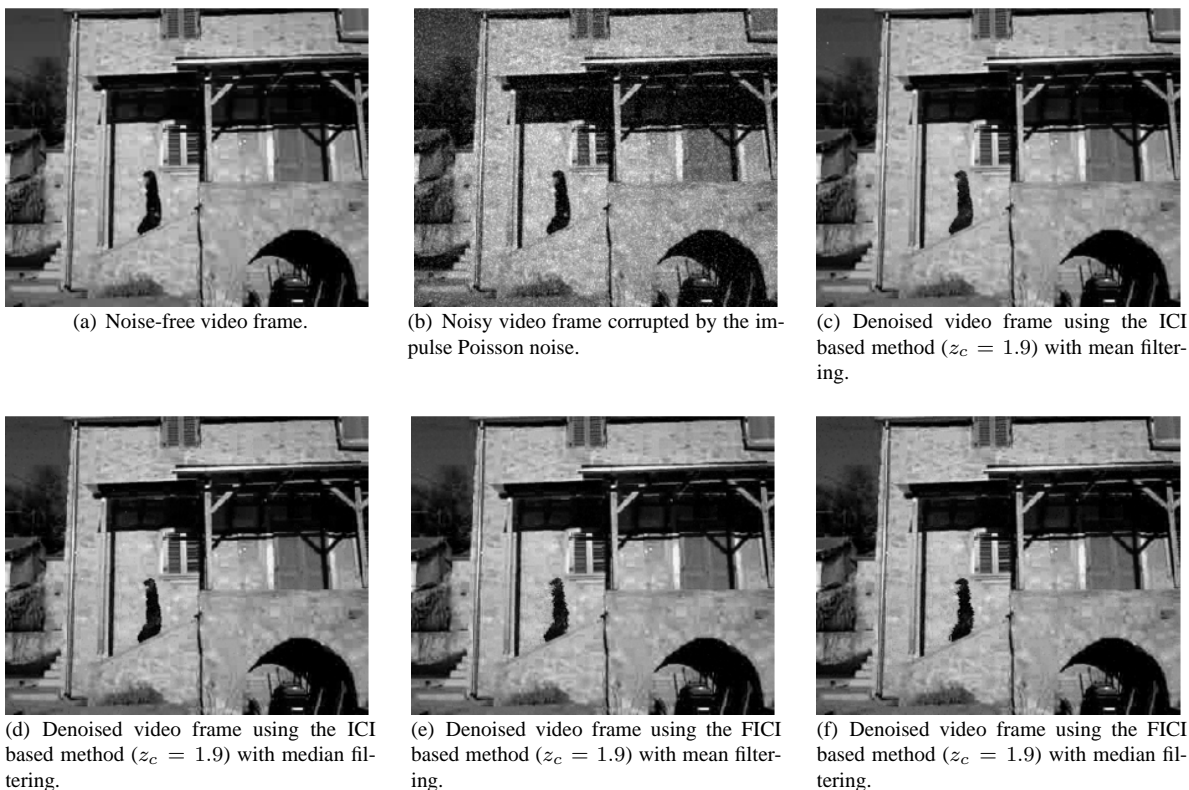 (a) Noise-free video frame.
(b) Noisy video frame corrupted by the im-
pulse Poisson noise.
(c) Denoised video frame using the ICI
based method (z_c = 1.9) with mean filter-
ing.
(d) Denoised video frame using the ICI
based method (z_c = 1.9) with median fil-
tering.
(e) Denoised video frame using the FICI
based method (z_c = 1.9) with mean filter-
ing.
(f) Denoised video frame using the FICI
based method (z_c = 1.9) with median fil-
tering.